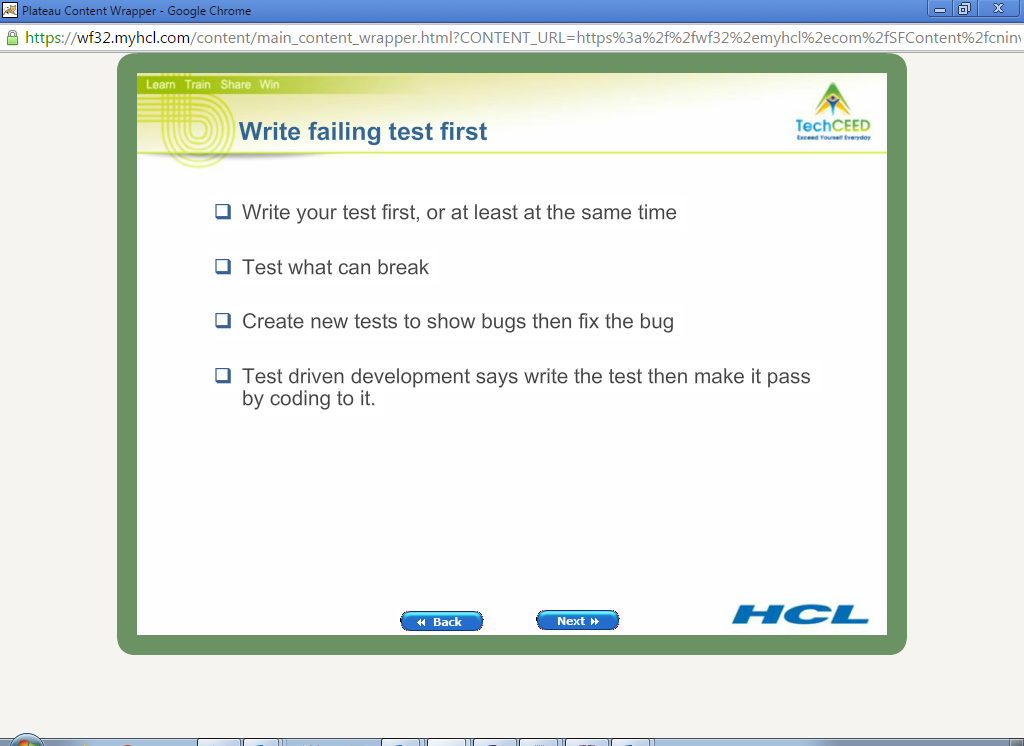 Plateau Content Wrapper - Google Chrome
https://wf32.myhcl.com/content/main_content_wrapper.html?CONTENT_URL=https%3a%2f%2fwf32%2emyhcl%2ecom%2fSFContent%2fcninv
Learn Train Share Win
TechCEED
Exceed Yourself Everyday
Write failing test first
Write your test first, or at least at the same time
Test what can break
Create new tests to show bugs then fix the bug
Test driven development says write the test then make it pass
by coding to it.
Back
Next
HCL